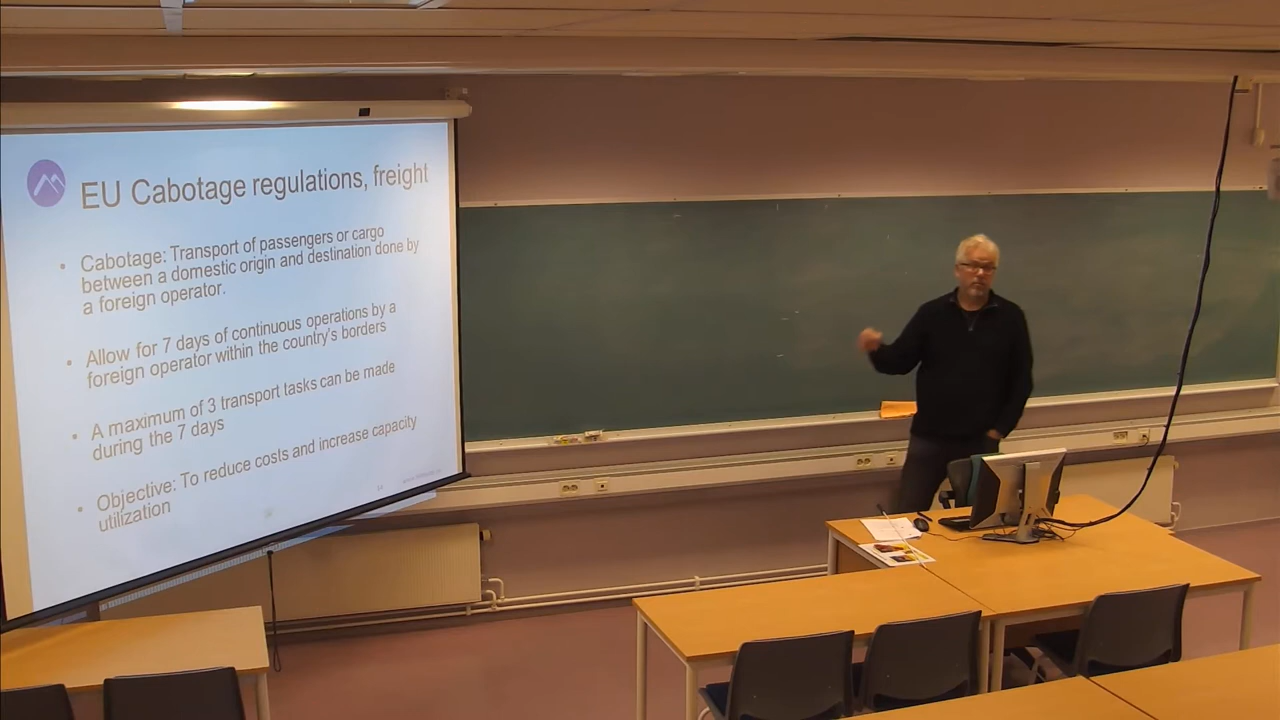 EU Cabotage regulations, freight
• Cabotage: Transport of passengers or cargo
between a domestic origin and destination done by
a foreign operator.
• Allow for 7 days of continuous operations by a
foreign operator within the country's borders
• A maximum of 3 transport tasks can be made
during the 7 days
• Objective: To reduce costs and increase capacity
utilization